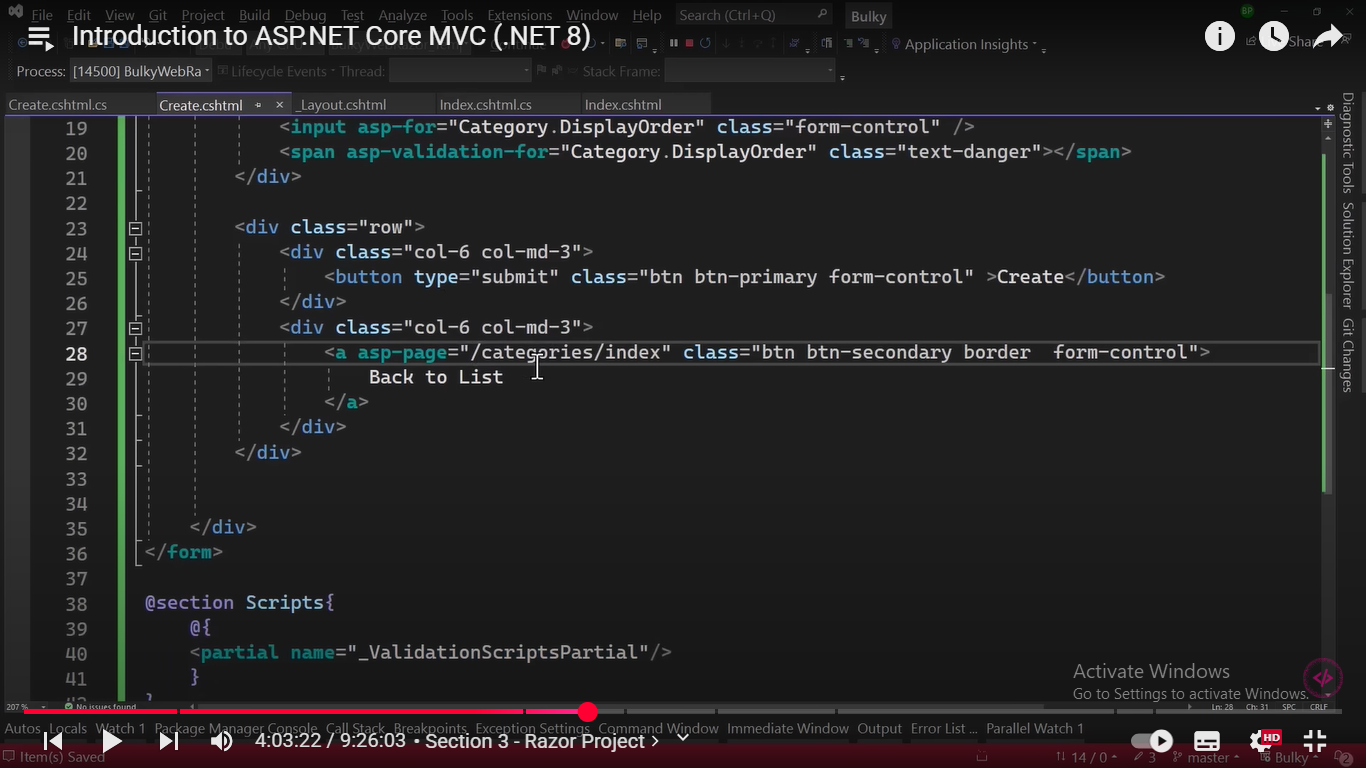 File Edit View Git Project Build Debug Test Analyze Tools Extensions Window Help Search (Ctrl+Q) Bulky
Introduction to ASP.NET Core MVC (.NET 8)
Application Insights
Share
Process: [14500] BulkyWebRa Lifecycle Events Thread: Stack Frame:
Create.cshtml.cs Create.cshtml _Layout.cshtml Index.cshtml.cs Index.cshtml
19 <input asp-for="Category.DisplayOrder" class="form-control" />
20 <span asp-validation-for="Category.DisplayOrder" class="text-danger"></span>
21 </div>
22
23 <div class="row">
24 <div class="col-6 col-md-3">
25 <button type="submit" class="btn btn-primary form-control" >Create</button>
26 </div>
27 <div class="col-6 col-md-3">
28 <a asp-page="/categories/index" class="btn btn-secondary border  form-control">
29 Back to List
30 </a>
31 </div>
32 </div>
33
34
35 </div>
36 </form>
37
38 @section Scripts{
39 @{
40 <partial name="_ValidationScriptsPartial"/>
41 }
Diagnostic Tools
Solution Explorer
Git Changes
Activate Windows
Go to Settings to activate Windows.
207 % No issues found Ln: 28 Ch: 31 SPC CRLF
Autos Locals Watch 1 Package Manager Console Call Stack Breakpoints Exception Settings Command Window Immediate Window Output Error List ... Parallel Watch 1
4:03:22 / 9:26:03 • Section 3 - Razor Project
HD
Item(s) Saved 14 / 0 3 master Bulky 2